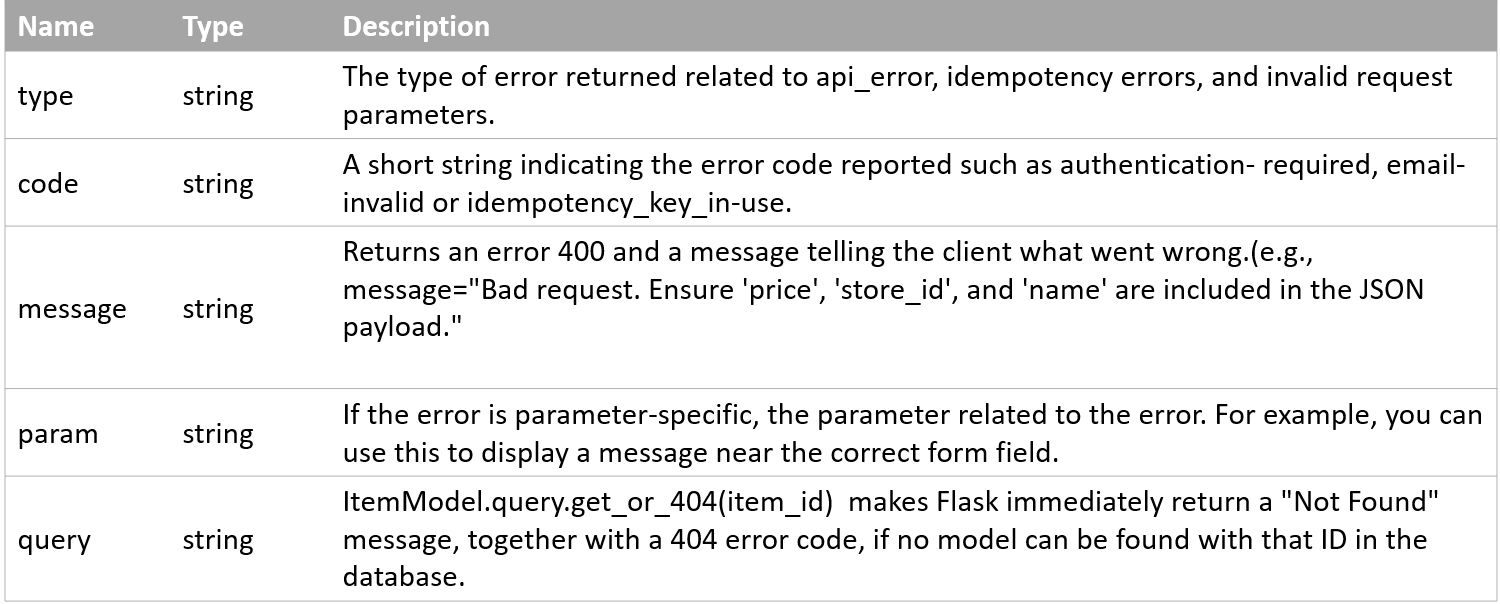 Name Type Description
The type of error returned related to api_error, idempotency errors, and invalid request
type string
parameters.
A short string indicating the error code reported such as authentication- required, email-
code string
invalid or idempotency_key_in-use.
Returns an error 400 and a message telling the client what went wrong.(e.g.,
message="Bad request. Ensure 'price', 'store_id', and 'name' are included in the JSON
message string
payload."
If the error is parameter-specific, the parameter related to the error. For example, you can
param string
use this to display a message near the correct form field.
ItemModel.query.get_or_404(item_id)  makes Flask immediately return a "Not Found"
query string
message, together with a 404 error code, if no model can be found with that ID in the
database.